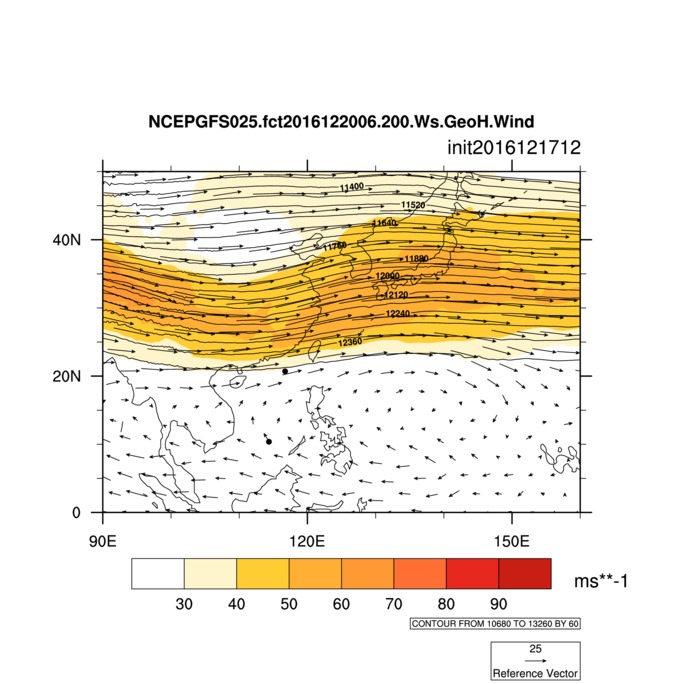 NCEPGFS025.fct2016122006.200.Ws.GeoH.Wind
init2016121712
11400
11520
11640
11760
11880
12000
12120
12240
12360
40N
20N
0
90E 120E 150E
ms**-1
30 40 50 60 70 80 90
CONTOUR FROM 10680 TO 13260 BY 60
25
Reference Vector